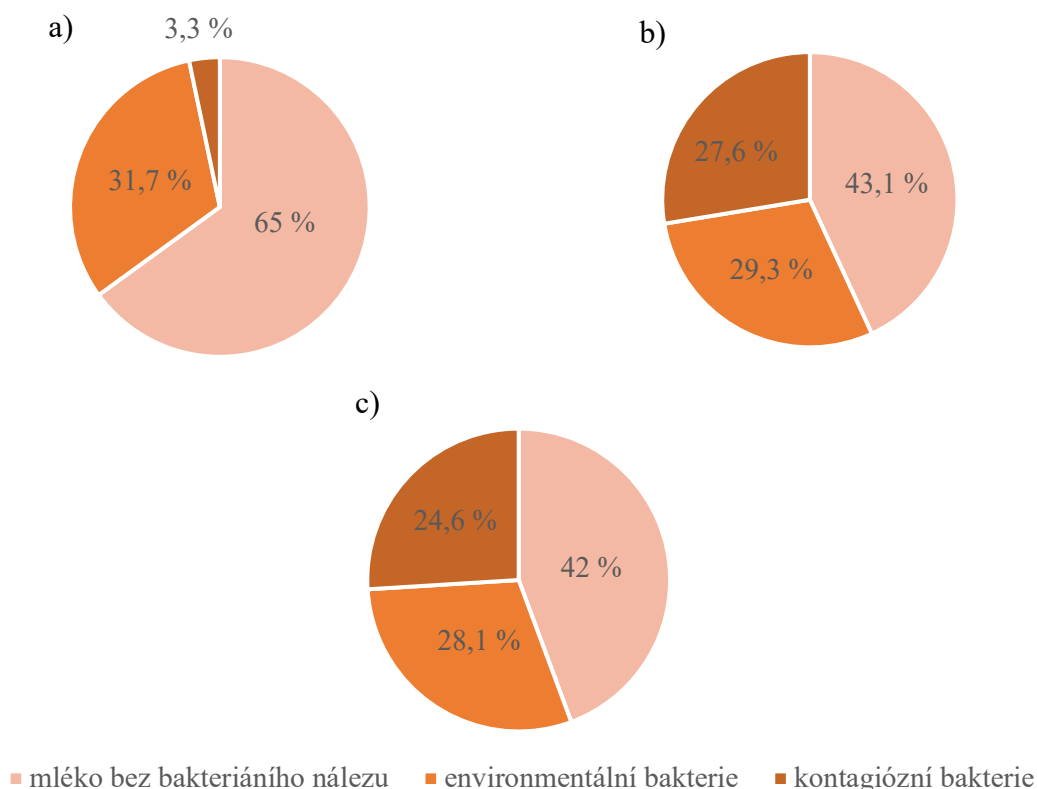 a)
3,3 %
31,7 %
65 %
b)
27,6 %
43,1 %
29,3 %
c)
24,6 %
42 %
28,1 %
mléko bez bakteriáního nálezu
environmentální bakterie
kontagiózní bakterie